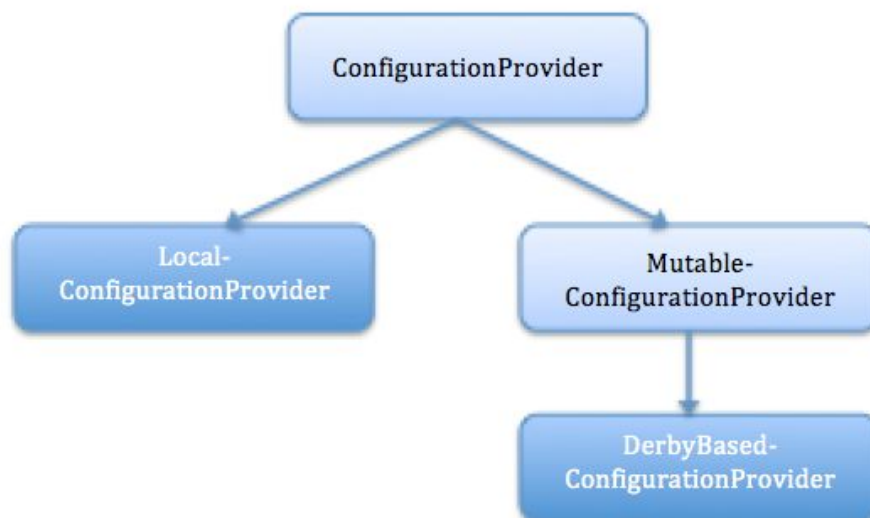 ConfigurationProvider
Local-
ConfigurationProvider
Mutable-
ConfigurationProvider
DerbyBased-
ConfigurationProvider